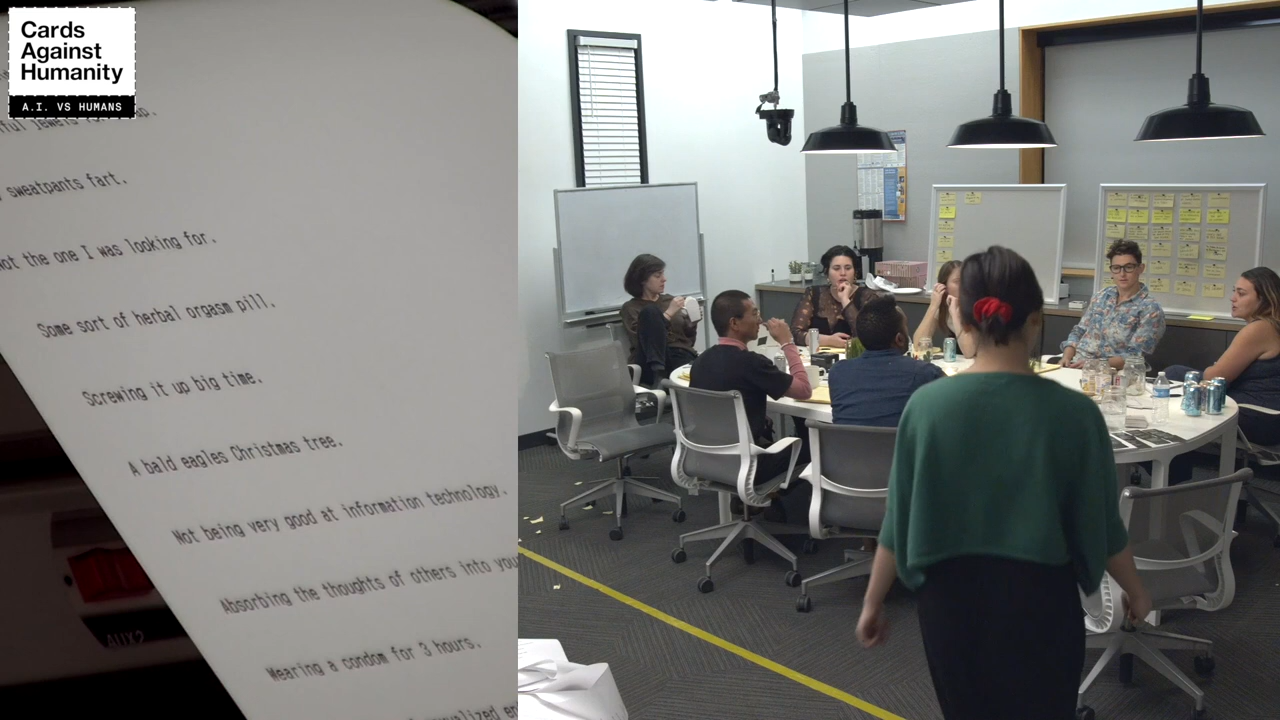 Cards
Against
Humanity
A.I. VS HUMANS
sweatpants fart.
not the one I was looking for.
Some sort of herbal orgasm pill.
Screwing it up big time.
A bald eagles Christmas tree.
Not being very good at information technology.
Absorbing the thoughts of others into your
Wearing a condom for 3 hours.
AUX2